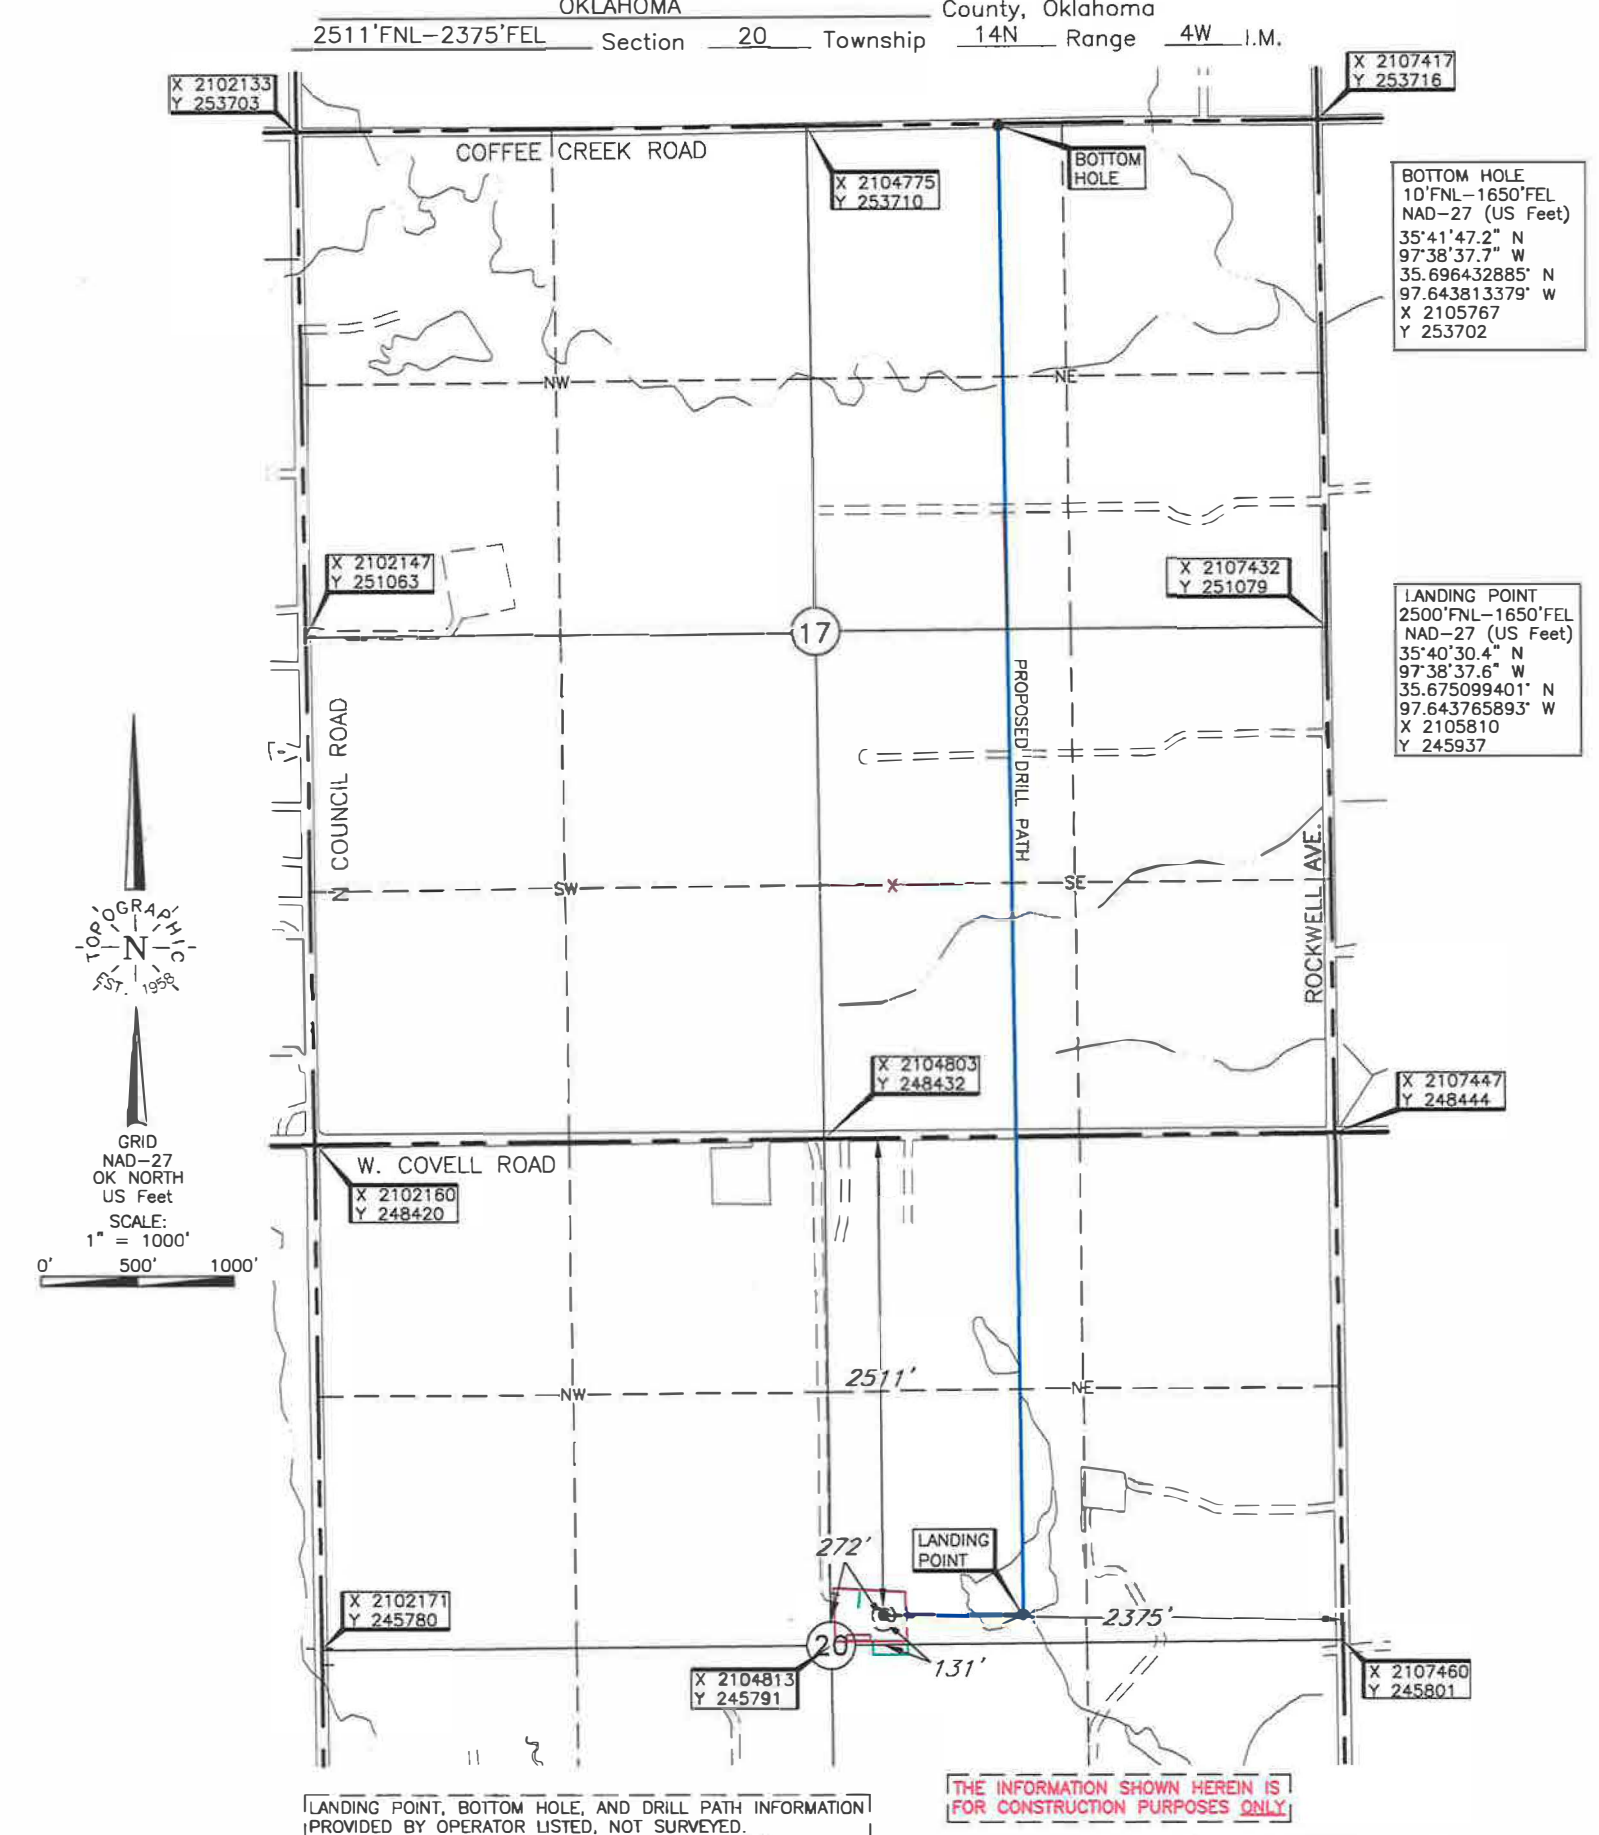 OKLAHOMA County, Oklahoma
2511'FNL-2375'FEL Section 20 Township 14N Range 4W I.M.
X 2102133
Y 253703
X 2107417
Y 253716
COFFEE CREEK ROAD
X 2104775
Y 253710
BOTTOM
HOLE
BOTTOM HOLE
10'FNL-1650'FEL
NAD-27 (US Feet)
35°41'47.2" N
97°38'37.7" W
35.696432885° N
97.643813379° W
X 2105767
Y 253702
NW
NE
X 2102147
Y 251063
X 2107432
Y 251079
17
LANDING POINT
2500'FNL-1650'FEL
NAD-27 (US Feet)
35°40'30.4" N
97°38'37.6" W
35.675099401° N
97.643765893° W
X 2105810
Y 245937
N COUNCIL ROAD
PROPOSED DRILL PATH
ROCKWELL AVE.
SW
X
SE
TOPOGRAPHIC
N
EST. 1958
GRID
NAD-27
OK NORTH
US Feet
SCALE:
1" = 1000'
0' 500' 1000'
X 2104803
Y 248432
X 2107447
Y 248444
W. COVELL ROAD
X 2102160
Y 248420
2511'
NW
NE
272'
LANDING
POINT
X 2102171
Y 245780
2375'
20
131'
X 2104813
Y 245791
X 2107460
Y 245801
LANDING POINT, BOTTOM HOLE, AND DRILL PATH INFORMATION
PROVIDED BY OPERATOR LISTED, NOT SURVEYED.
THE INFORMATION SHOWN HEREIN IS
FOR CONSTRUCTION PURPOSES ONLY